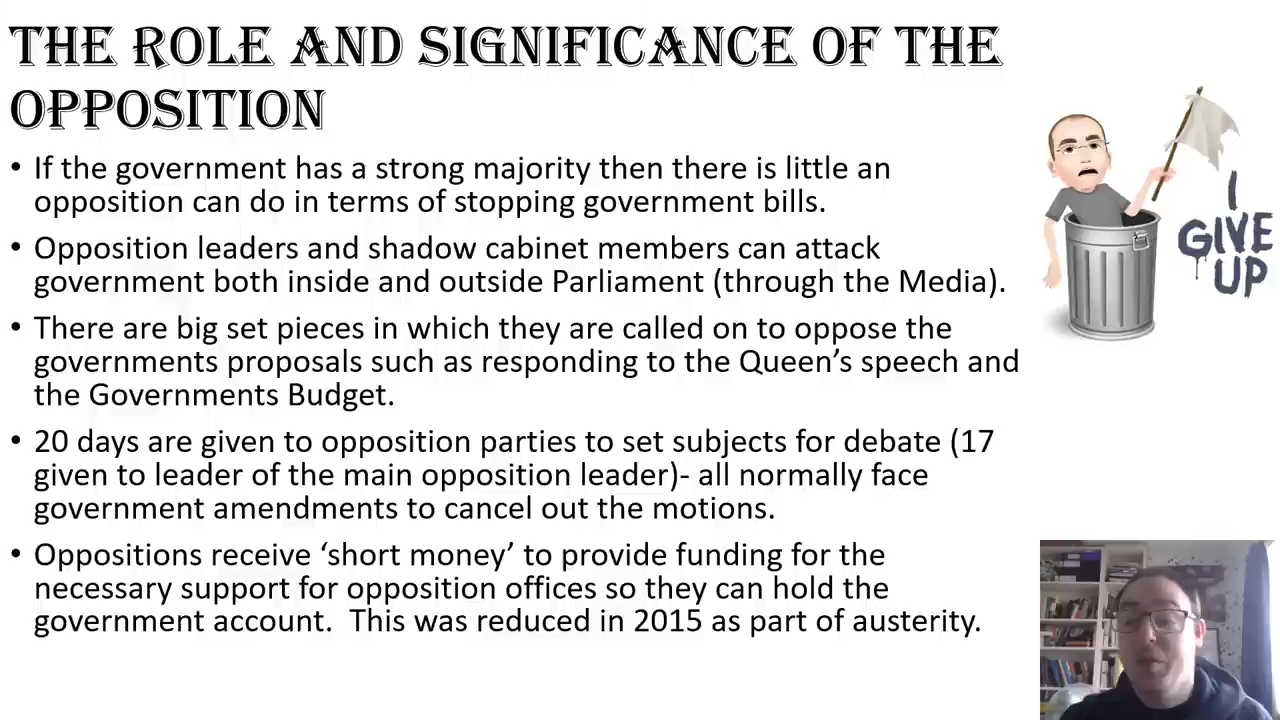 THE ROLE AND SIGNIFICANCE OF THE
OPPOSITION
• If the government has a strong majority then there is little an
opposition can do in terms of stopping government bills.
• Opposition leaders and shadow cabinet members can attack
government both inside and outside Parliament (through the Media).
• There are big set pieces in which they are called on to oppose the
governments proposals such as responding to the Queen's speech and
the Governments Budget.
• 20 days are given to opposition parties to set subjects for debate (17
given to leader of the main opposition leader)- all normally face
government amendments to cancel out the motions.
• Oppositions receive ‘short money’ to provide funding for the
necessary support for opposition offices so they can hold the
government account.  This was reduced in 2015 as part of austerity.
I
GIVE
UP